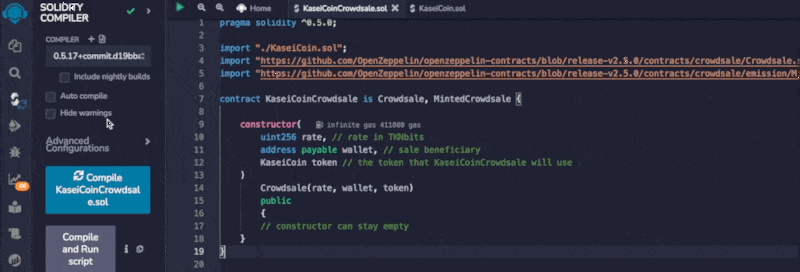 SOLIDITY
COMPILER
COMPILER
0.5.17+commit.d19bba
Include nightly builds
Auto compile
Hide warnings
Advanced
Configurations
Compile
KaseiCoinCrowdsal
e.sol
Compile
and Run
script
Home
KaseiCoinCrowdsale.sol
KaseiCoin.sol
1 pragma solidity ^0.5.0;
2
3 import "./KaseiCoin.sol";
4 import "https://github.com/OpenZeppelin/openzeppelin-contracts/blob/release-v2.5.0/contracts/crowdsale/Crowdsale.s
5 import "https://github.com/OpenZeppelin/openzeppelin-contracts/blob/release-v2.5.0/contracts/crowdsale/emission/M
6
7 contract KaseiCoinCrowdsale is Crowdsale, MintedCrowdsale {
8
9 constructor( infinite gas 411800 gas
10 uint256 rate, // rate in TKNbits
11 address payable wallet, // sale beneficiary
12 KaseiCoin token // the token that KaseiCoinCrowdsale will use
13 )
14 Crowdsale(rate, wallet, token)
15 public
16 {
17 // constructor can stay empty
18 }
19 }
20